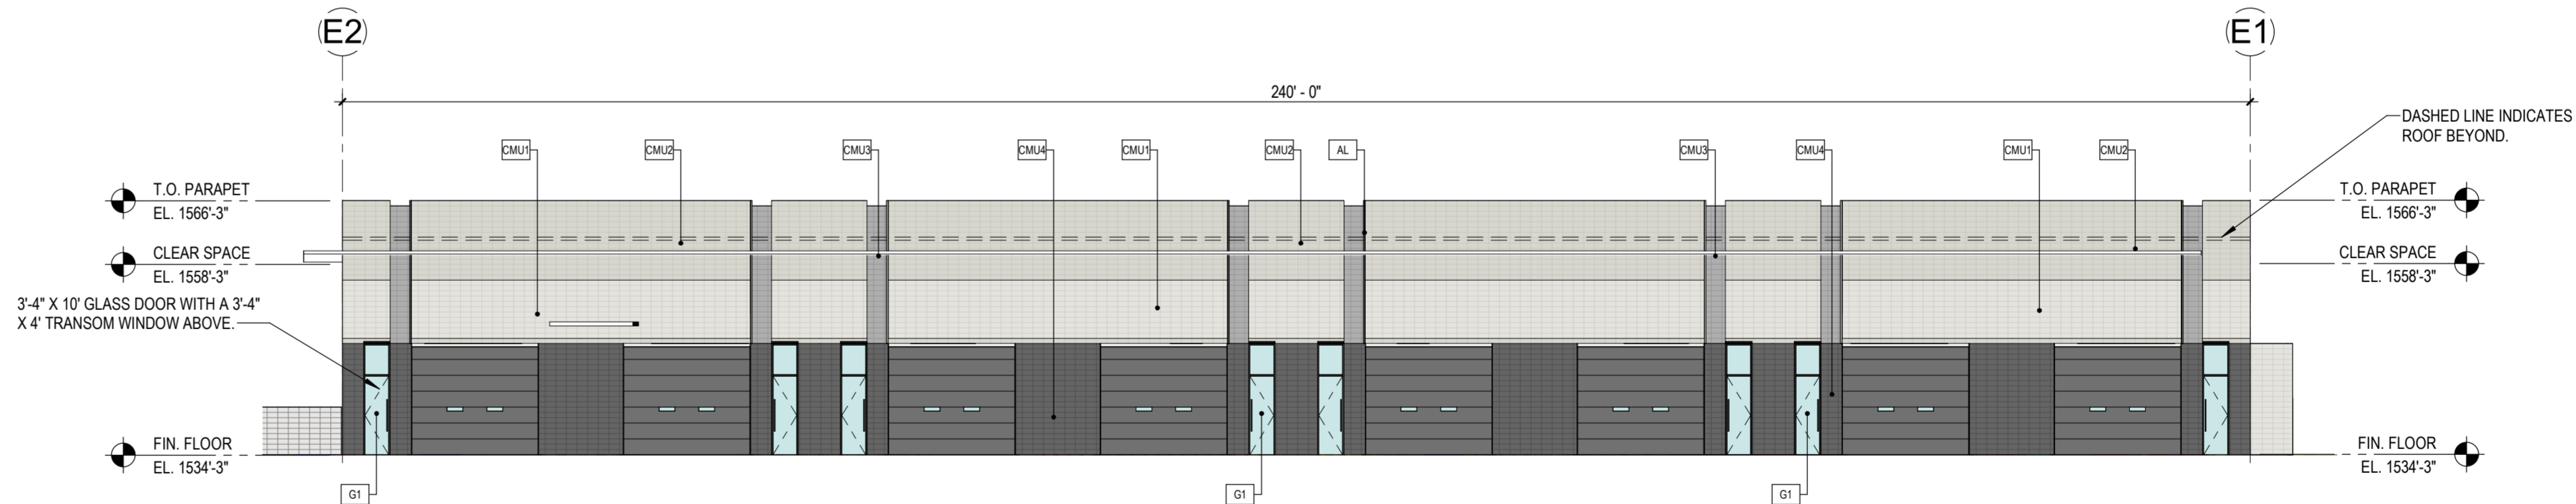 E2
E1
240' - 0"
DASHED LINE INDICATES
ROOF BEYOND.
CMU1
CMU2
CMU3
CMU4
CMU1
CMU2
AL
CMU3
CMU4
CMU1
CMU2
T.O. PARAPET
EL. 1566'-3"
T.O. PARAPET
EL. 1566'-3"
CLEAR SPACE
EL. 1558'-3"
CLEAR SPACE
EL. 1558'-3"
3'-4" X 10' GLASS DOOR WITH A 3'-4"
X 4' TRANSOM WINDOW ABOVE.
FIN. FLOOR
EL. 1534'-3"
FIN. FLOOR
EL. 1534'-3"
G1
G1
G1